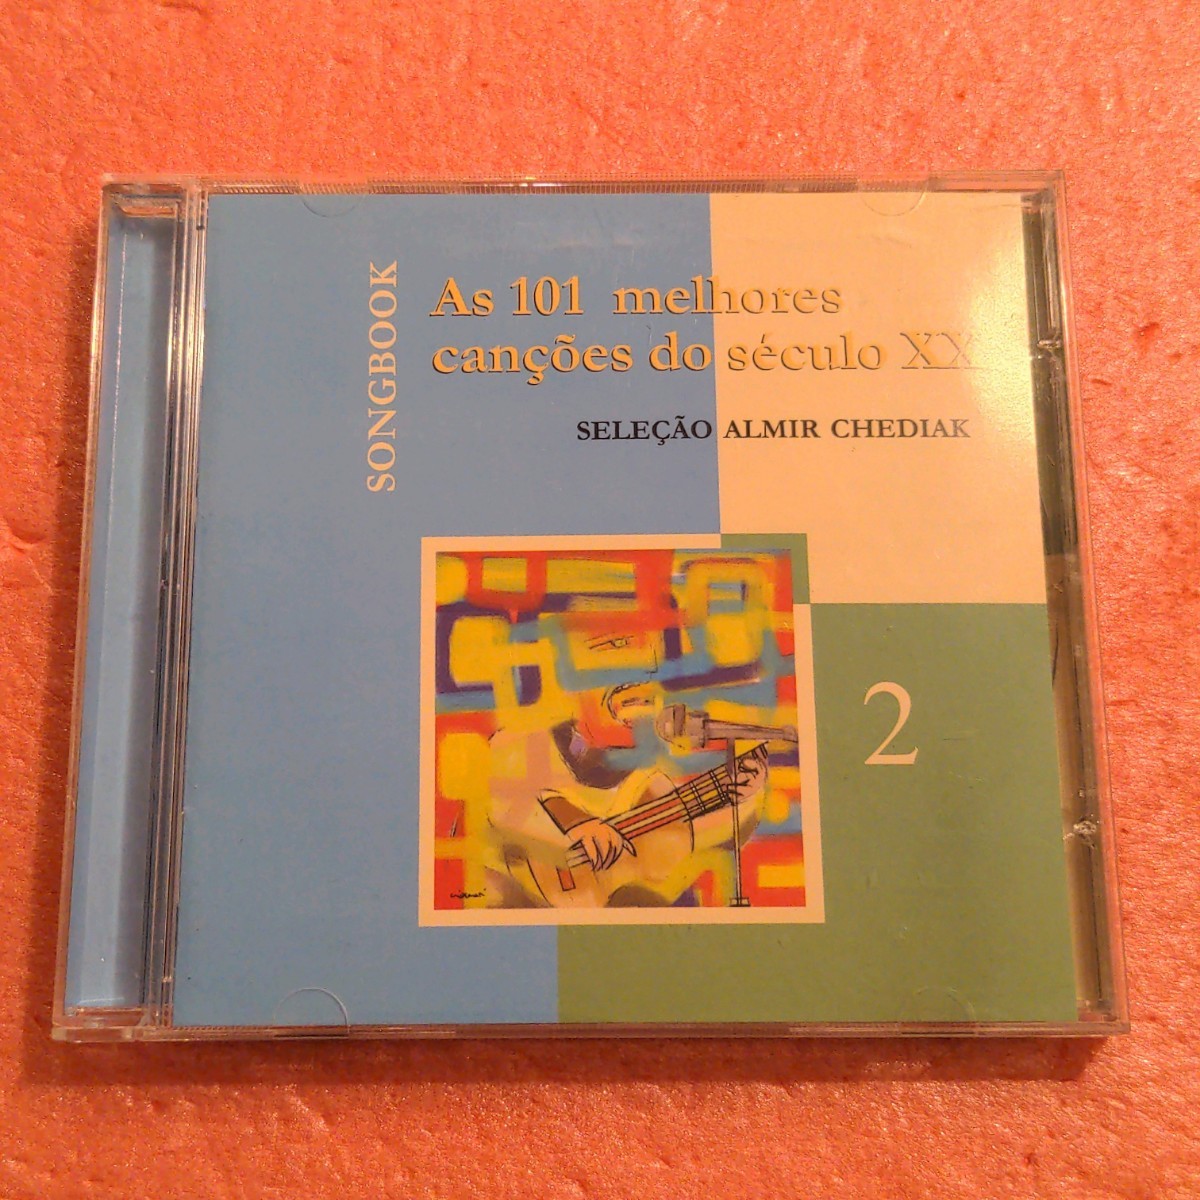 SONGBOOK
As 101 melhores
canções do século XX
SELEÇÃO ALMIR CHEDIAK
2